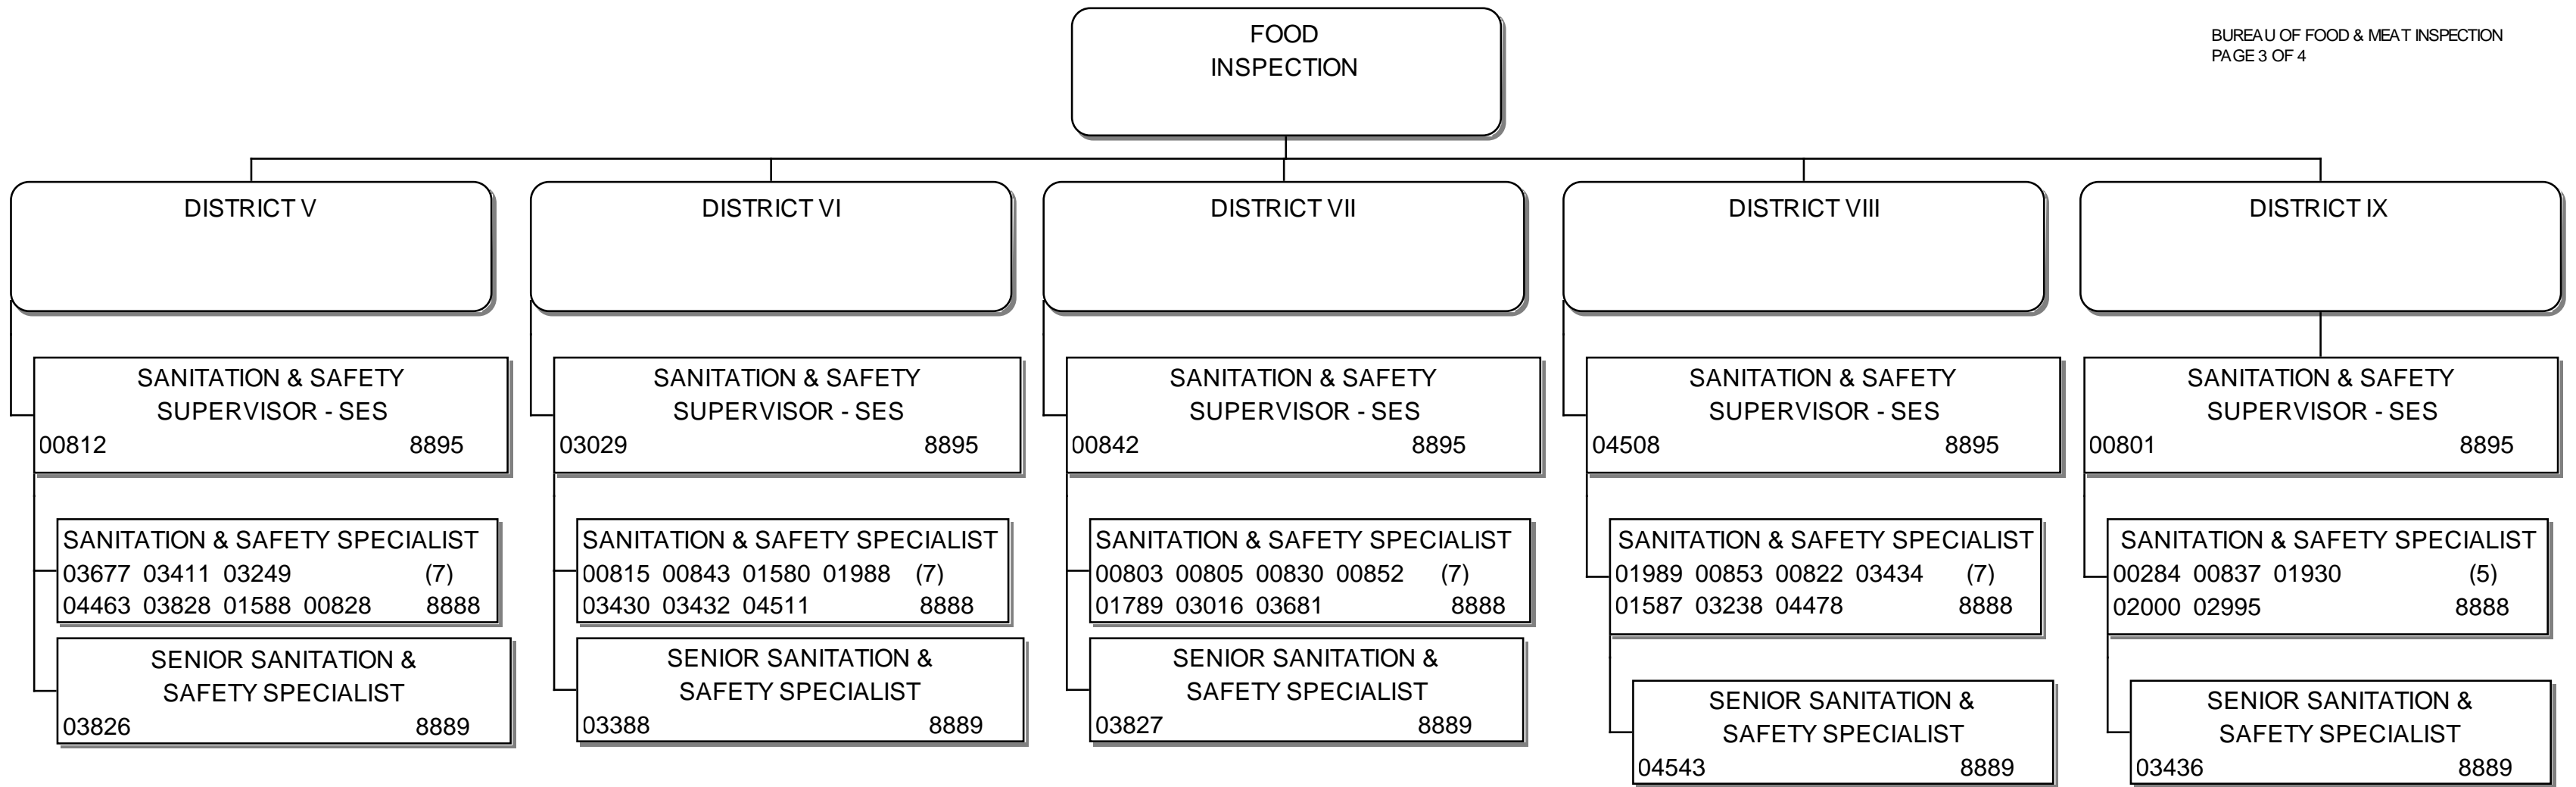 FOOD
INSPECTION
BUREAU OF FOOD & MEAT INSPECTION
PAGE 3 OF 4
DISTRICT V
SANITATION & SAFETY
SUPERVISOR - SES
00812 8895
SANITATION & SAFETY SPECIALIST
03677 03411 03249 (7)
04463 03828 01588 00828 8888
SENIOR SANITATION &
SAFETY SPECIALIST
03826 8889
DISTRICT VI
SANITATION & SAFETY
SUPERVISOR - SES
03029 8895
SANITATION & SAFETY SPECIALIST
00815 00843 01580 01988 (7)
03430 03432 04511 8888
SENIOR SANITATION &
SAFETY SPECIALIST
03388 8889
DISTRICT VII
SANITATION & SAFETY
SUPERVISOR - SES
00842 8895
SANITATION & SAFETY SPECIALIST
00803 00805 00830 00852 (7)
01789 03016 03681 8888
SENIOR SANITATION &
SAFETY SPECIALIST
03827 8889
DISTRICT VIII
SANITATION & SAFETY
SUPERVISOR - SES
04508 8895
SANITATION & SAFETY SPECIALIST
01989 00853 00822 03434 (7)
01587 03238 04478 8888
SENIOR SANITATION &
SAFETY SPECIALIST
04543 8889
DISTRICT IX
SANITATION & SAFETY
SUPERVISOR - SES
00801 8895
SANITATION & SAFETY SPECIALIST
00284 00837 01930 (5)
02000 02995 8888
SENIOR SANITATION &
SAFETY SPECIALIST
03436 8889